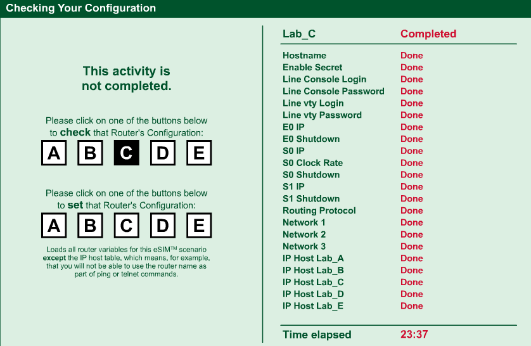 Checking Your Configuration
This activity is
not completed.
Please click on one of the buttons below
to check that Router's Configuration:
A B C D E
Please click on one of the buttons below
to set that Router's Configuration:
A B C D E
Loads all router variables for this eSIM™ scenario
except the IP host table, which means, for example,
that you will not be able to use the router name as
part of ping or telnet commands.
Lab_C Completed
Hostname Done
Enable Secret Done
Line Console Login Done
Line Console Password Done
Line vty Login Done
Line vty Password Done
E0 IP Done
E0 Shutdown Done
S0 IP Done
S0 Clock Rate Done
S0 Shutdown Done
S1 IP Done
S1 Shutdown Done
Routing Protocol Done
Network 1 Done
Network 2 Done
Network 3 Done
IP Host Lab_A Done
IP Host Lab_B Done
IP Host Lab_C Done
IP Host Lab_D Done
IP Host Lab_E Done
Time elapsed 23:37